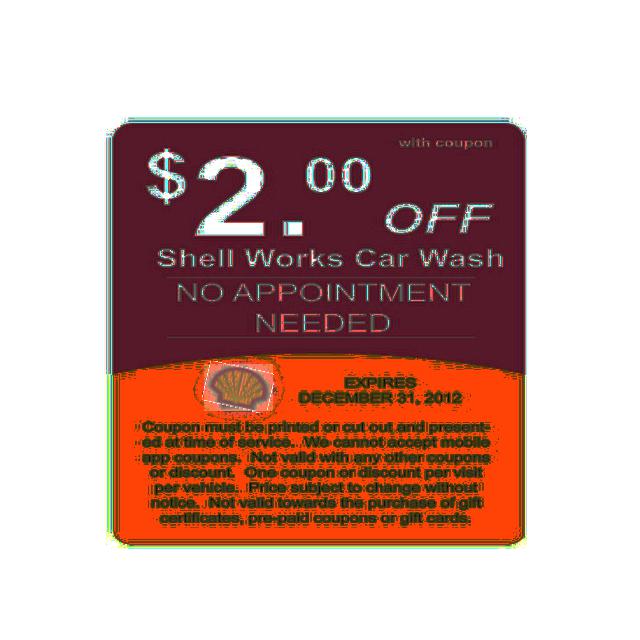 with coupon
$2.00 OFF
Shell Works Car Wash
NO APPOINTMENT
NEEDED
EXPIRES
DECEMBER 31, 2012
Coupon must be printed or cut out and present-
ed at time of service. We cannot accept mobile
app coupons. Not valid with any other coupons
or discount. One coupon or discount per visit
per vehicle. Price subject to change without
notice. Not valid towards the purchase of gift
certificates, pre-paid coupons or gift cards.